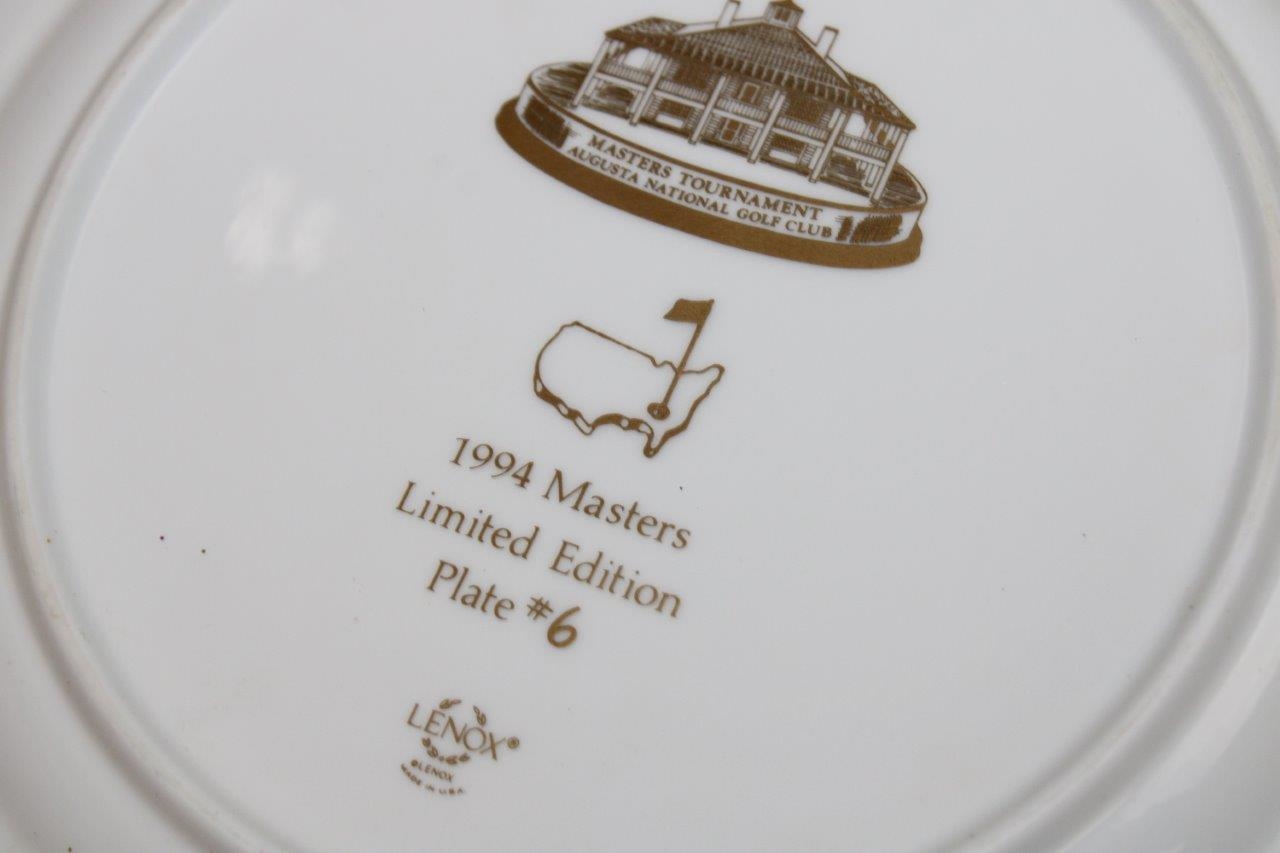 MASTERS TOURNAMENT
AUGUSTA NATIONAL GOLF CLUB
1994 Masters
Limited Edition
Plate #6
LENOX®
©LENOX
MADE IN U.S.A.